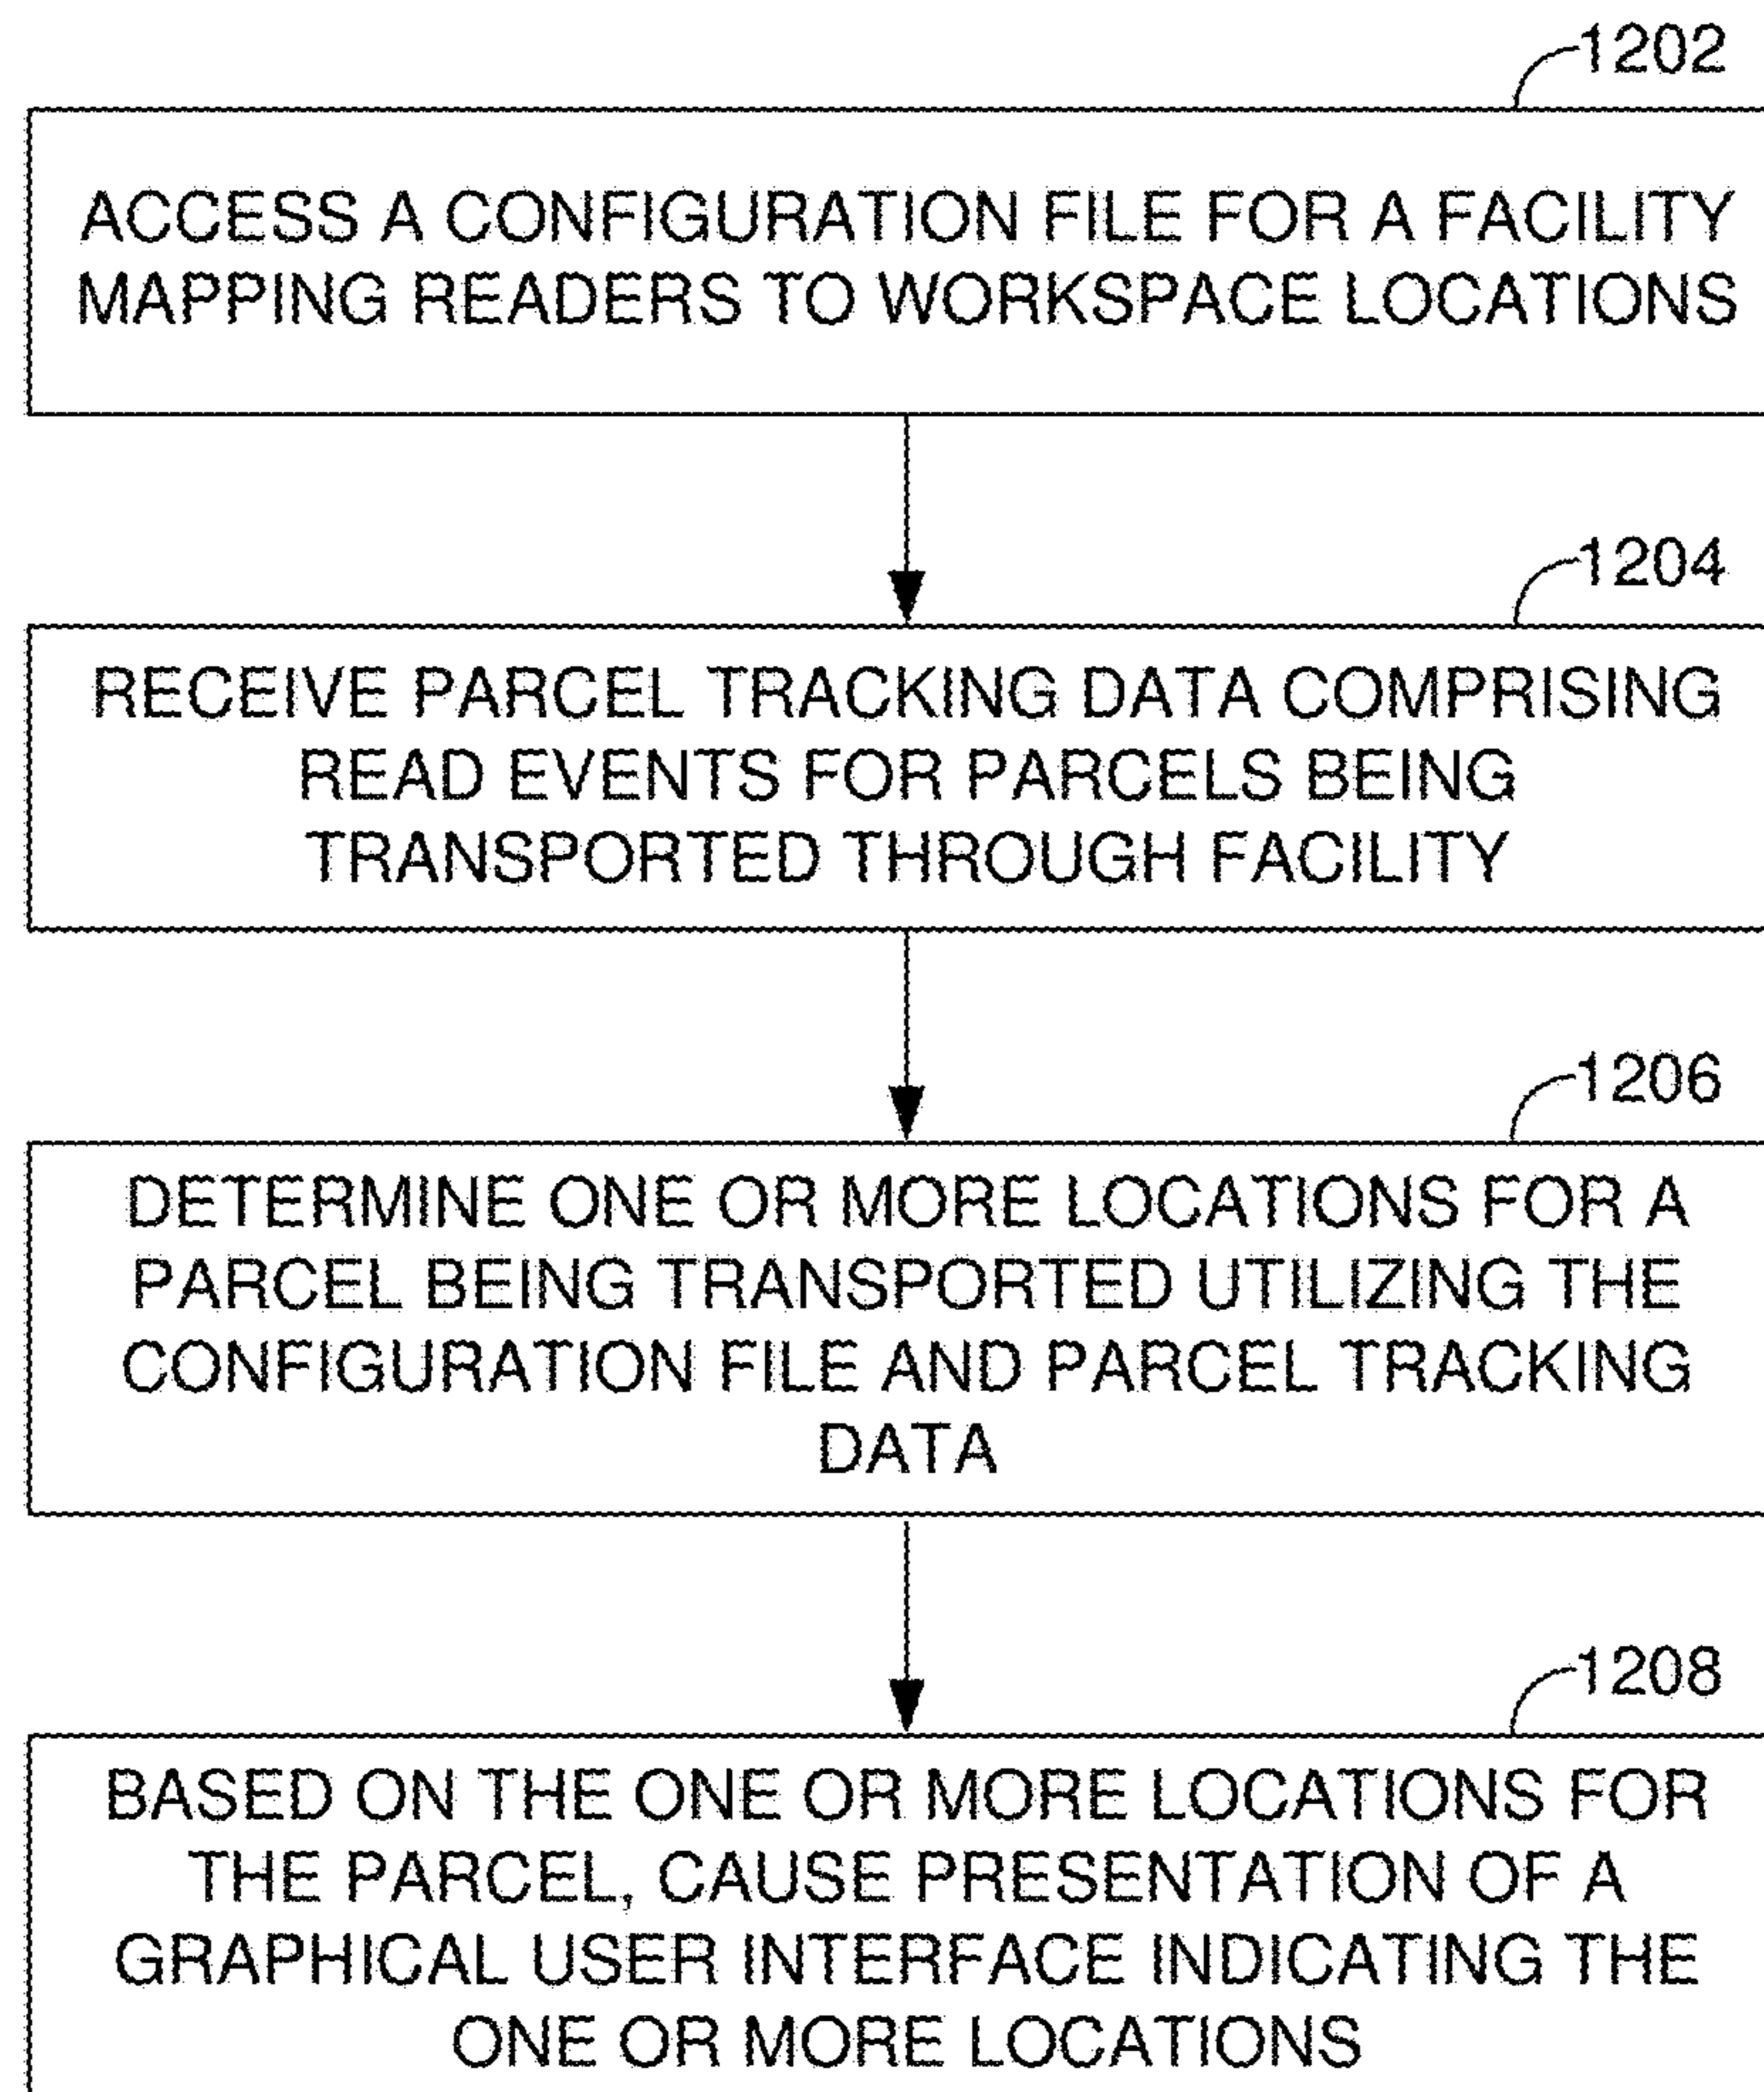 1202
ACCESS A CONFIGURATION FILE FOR A FACILITY
MAPPING READERS TO WORKSPACE LOCATIONS
1204
RECEIVE PARCEL TRACKING DATA COMPRISING
READ EVENTS FOR PARCELS BEING
TRANSPORTED THROUGH FACILITY
1206
DETERMINE ONE OR MORE LOCATIONS FOR A
PARCEL BEING TRANSPORTED UTILIZING THE
CONFIGURATION FILE AND PARCEL TRACKING
DATA
1208
BASED ON THE ONE OR MORE LOCATIONS FOR
THE PARCEL, CAUSE PRESENTATION OF A
GRAPHICAL USER INTERFACE INDICATING THE
ONE OR MORE LOCATIONS